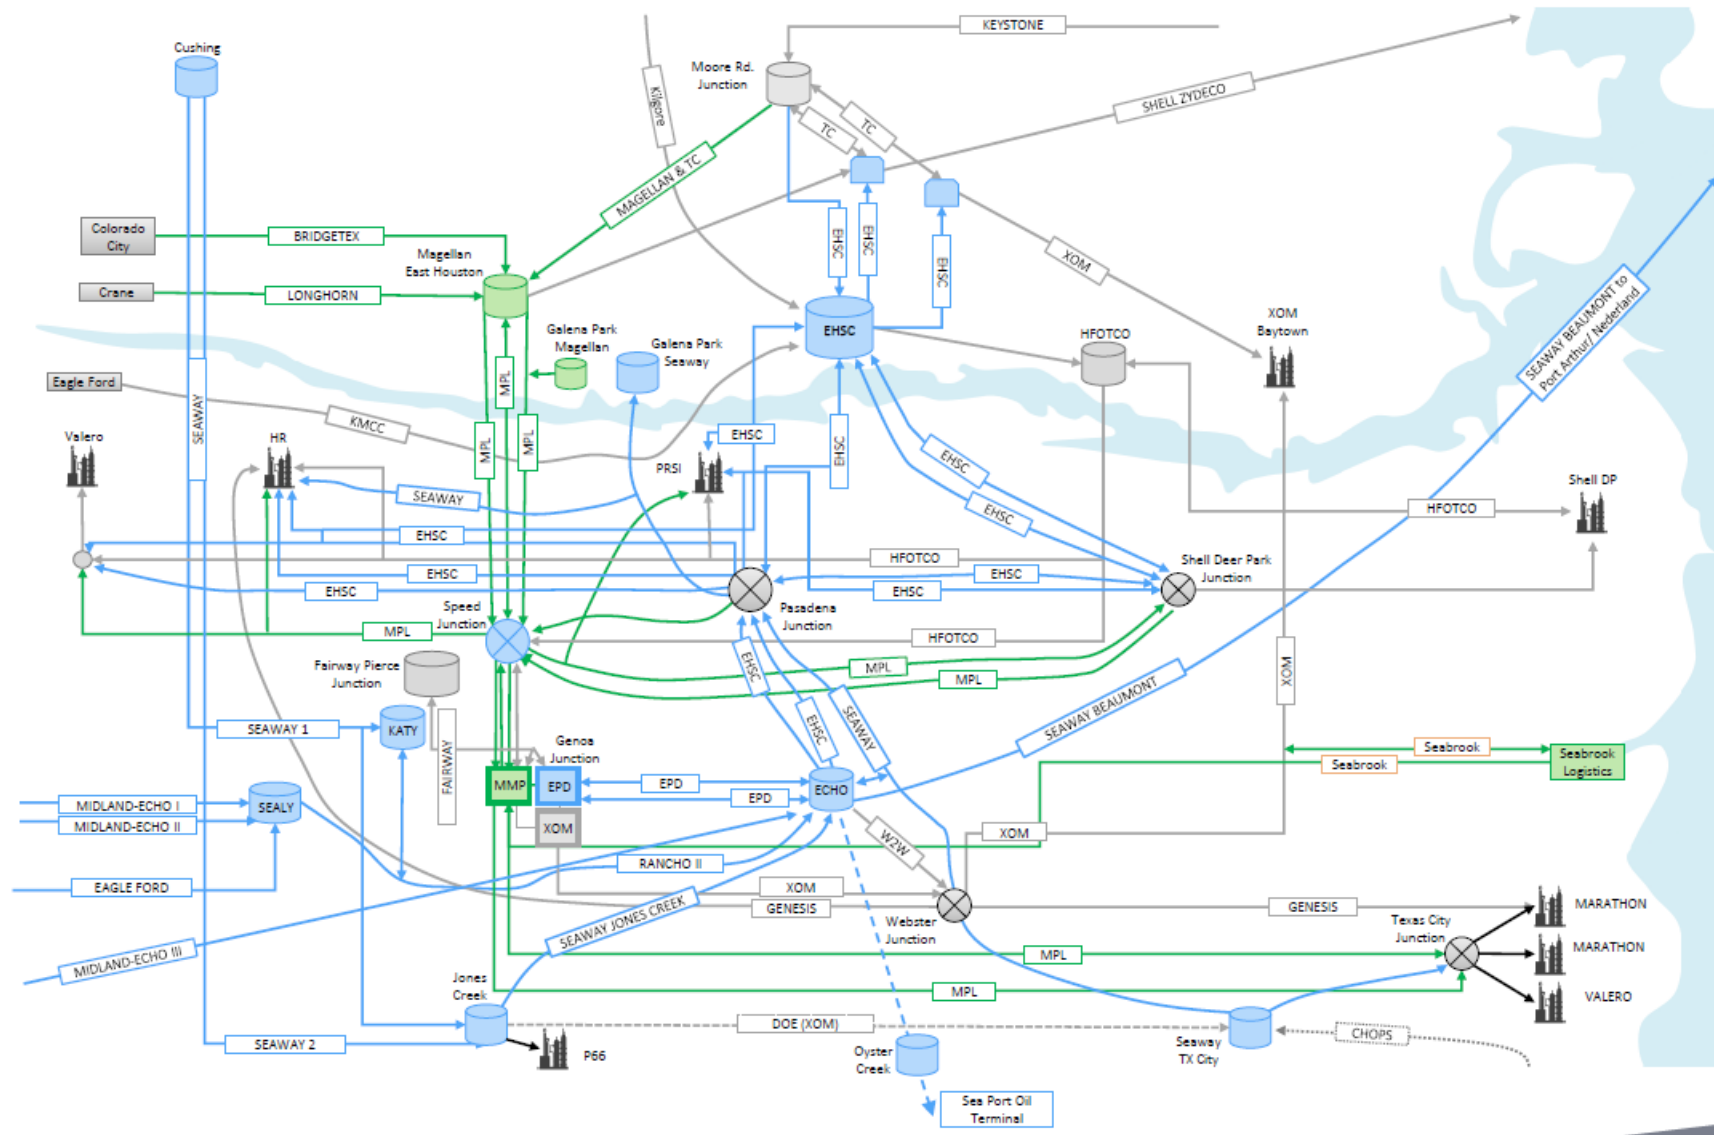 KEYSTONE
Cushing
Moore Rd.
Junction
Kilgore
TC
TC
SHELL ZYDECO
MAGELLAN & TC
Colorado
City
BRIDGETEX
Magellan
East Houston
EHSC
EHSC
EHSC
XOM
Crane
LONGHORN
EHSC
XOM
Baytown
SEAWAY BEAUMONT to
Port Arthur/ Nederland
Galena Park
Magellan
Galena Park
Seaway
HFOTCO
Eagle Ford
MPL
SEAWAY
KMCC
Valero
HR
MPL
MPL
EHSC
EHSC
EHSC
PRSI
SEAWAY
Shell DP
EHSC
HFOTCO
EHSC
HFOTCO
Shell Deer Park
Junction
EHSC
EHSC
EHSC
EHSC
Speed
Junction
Pasadena
Junction
MPL
HFOTCO
Fairway Pierce
Junction
EHSC
MPL
MPL
SEAWAY BEAUMONT
XOM
SEAWAY 1
KATY
EHSC
SEAWAY
Genoa
Junction
FAIRWAY
Seabrook
Seabrook
Seabrook
Logistics
MMP
EPD
EPD
EPD
ECHO
MIDLAND-ECHO I
MIDLAND-ECHO II
SEALY
XOM
XOM
W2W
RANCHO II
EAGLE FORD
XOM
GENESIS
GENESIS
MARATHON
SEAWAY JONES CREEK
Webster
Junction
Texas City
Junction
MARATHON
MIDLAND-ECHO III
MPL
MPL
VALERO
Jones
Creek
DOE (XOM)
CHOPS
SEAWAY 2
P66
Oyster
Creek
Seaway
TX City
Sea Port Oil
Terminal